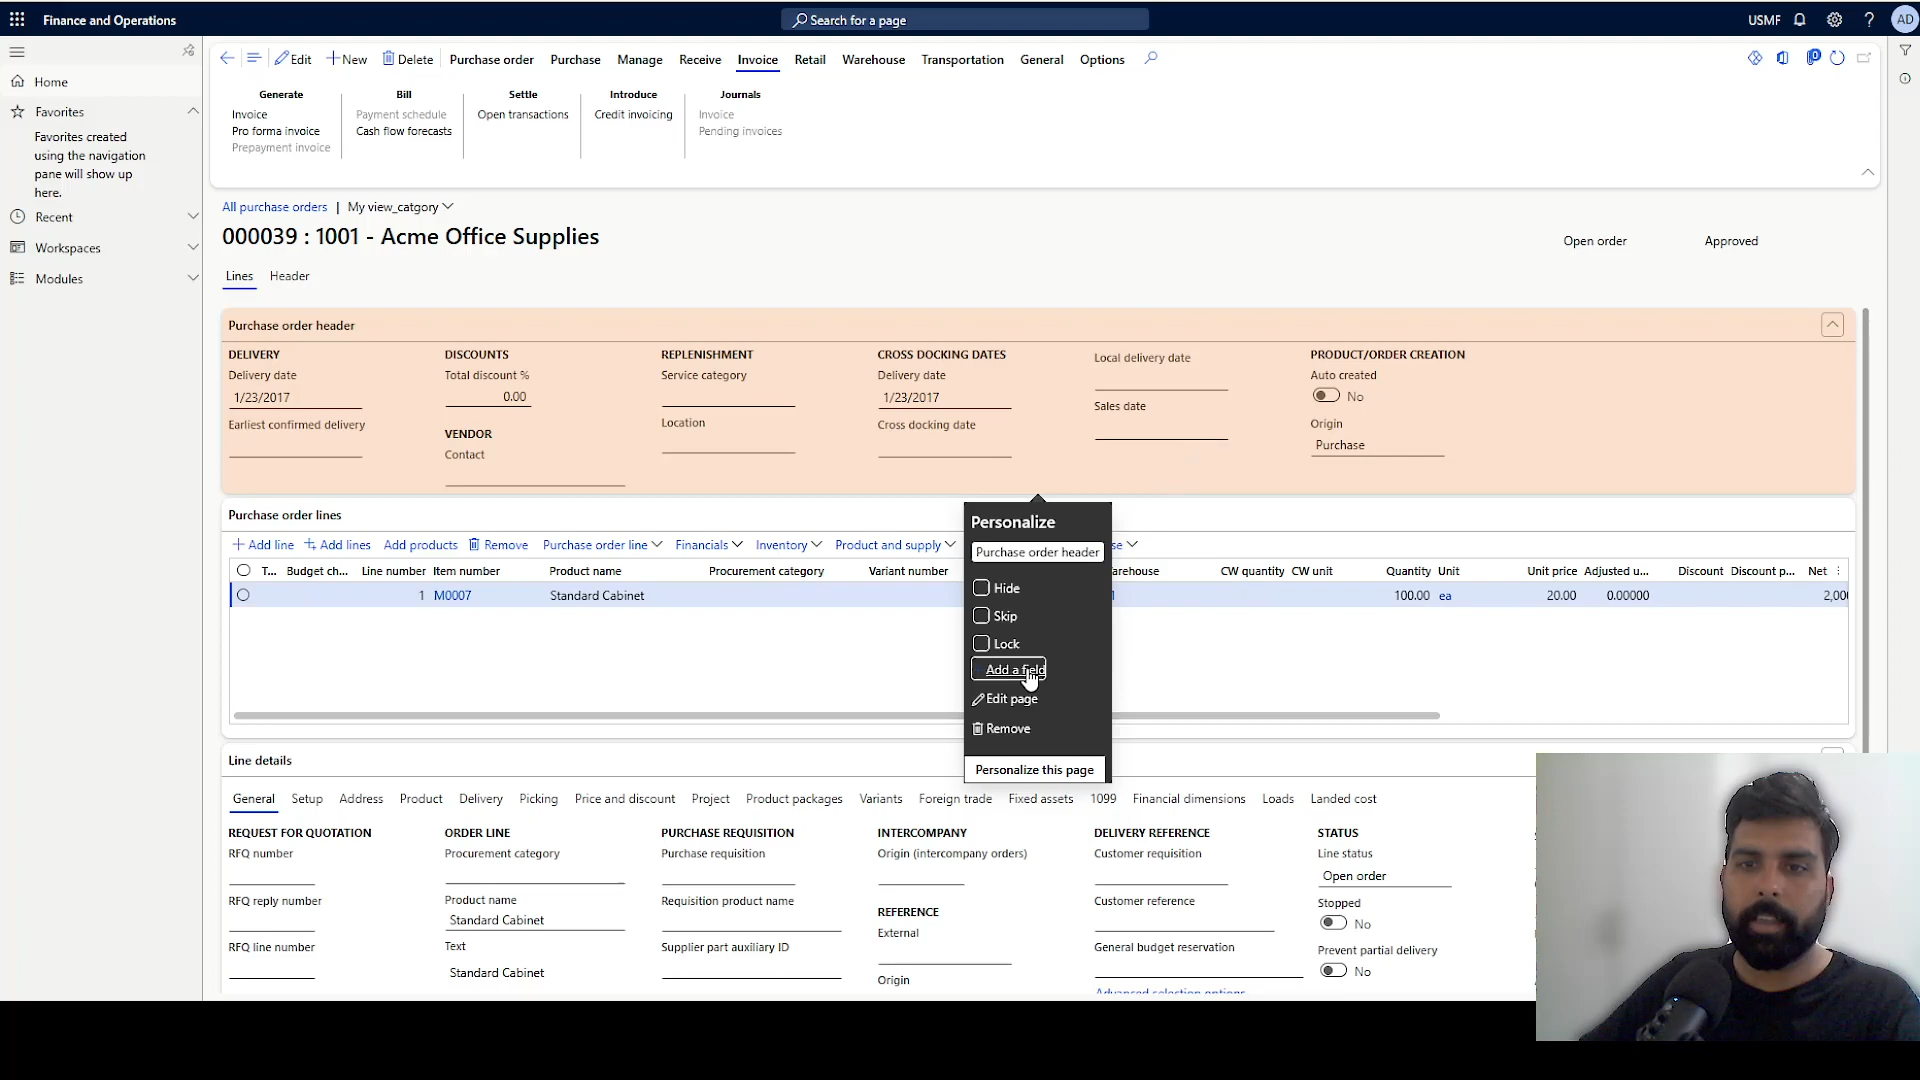 Finance and Operations
Search for a page
USMF
?
AD
Edit
New
Delete
Purchase order
Purchase
Manage
Receive
Invoice
Retail
Warehouse
Transportation
General
Options
0
Generate
Invoice
Pro forma invoice
Prepayment invoice
Bill
Payment schedule
Cash flow forecasts
Settle
Open transactions
Introduce
Credit invoicing
Journals
Invoice
Pending invoices
Home
Favorites
Favorites created
using the navigation
pane will show up
here.
Recent
Workspaces
Modules
All purchase orders | My view_catgory
000039 : 1001 - Acme Office Supplies
Open order
Approved
Lines
Header
Purchase order header
DELIVERY
Delivery date
1/23/2017
Earliest confirmed delivery
DISCOUNTS
Total discount %
0.00
VENDOR
Contact
REPLENISHMENT
Service category
Location
CROSS DOCKING DATES
Delivery date
1/23/2017
Cross docking date
Local delivery date
Sales date
PRODUCT/ORDER CREATION
Auto created
No
Origin
Purchase
Purchase order lines
Add line
Add lines
Add products
Remove
Purchase order line
Financials
Inventory
Product and supply
se
T... Budget ch... Line number Item number Product name Procurement category Variant number arehouse CW quantity CW unit Quantity Unit Unit price Adjusted u... Discount Discount p... Net
1 M0007 Standard Cabinet 1 100.00 ea 20.00 0.00000 2,000
Personalize
Purchase order header
Hide
Skip
Lock
Add a field
Edit page
Remove
Personalize this page
Line details
General
Setup
Address
Product
Delivery
Picking
Price and discount
Project
Product packages
Variants
Foreign trade
Fixed assets
1099
Financial dimensions
Loads
Landed cost
REQUEST FOR QUOTATION
RFQ number
RFQ reply number
RFQ line number
ORDER LINE
Procurement category
Product name
Standard Cabinet
Text
Standard Cabinet
PURCHASE REQUISITION
Purchase requisition
Requisition product name
Supplier part auxiliary ID
INTERCOMPANY
Origin (intercompany orders)
REFERENCE
External
Origin
DELIVERY REFERENCE
Customer requisition
Customer reference
General budget reservation
Advanced selection options
STATUS
Line status
Open order
Stopped
No
Prevent partial delivery
No